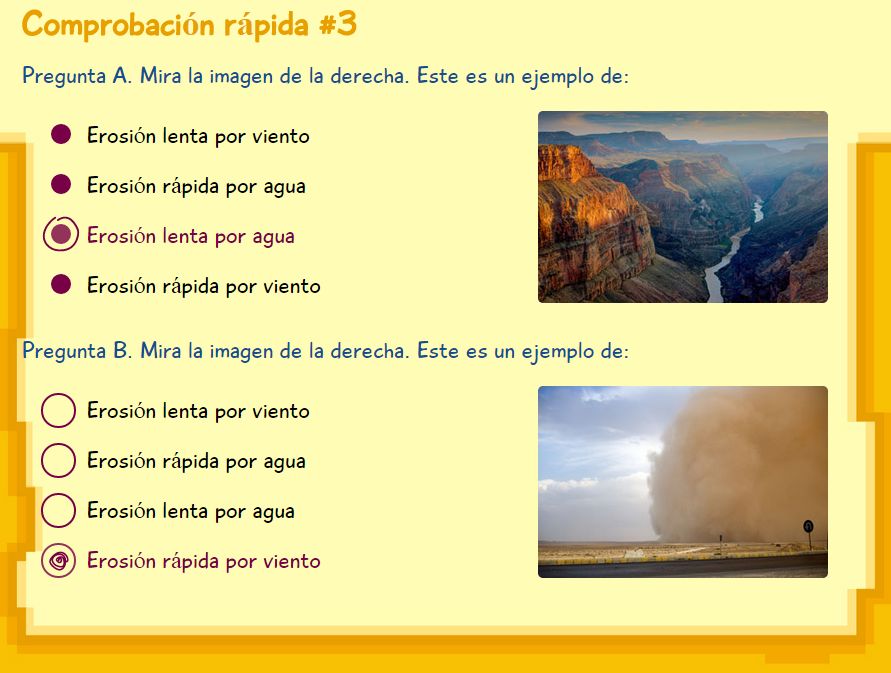 Comprobación rápida #3
Pregunta A. Mira la imagen de la derecha. Este es un ejemplo de:
Erosión lenta por viento
Erosión rápida por agua
Erosión lenta por agua
Erosión rápida por viento
Pregunta B. Mira la imagen de la derecha. Este es un ejemplo de:
Erosión lenta por viento
Erosión rápida por agua
Erosión lenta por agua
Erosión rápida por viento